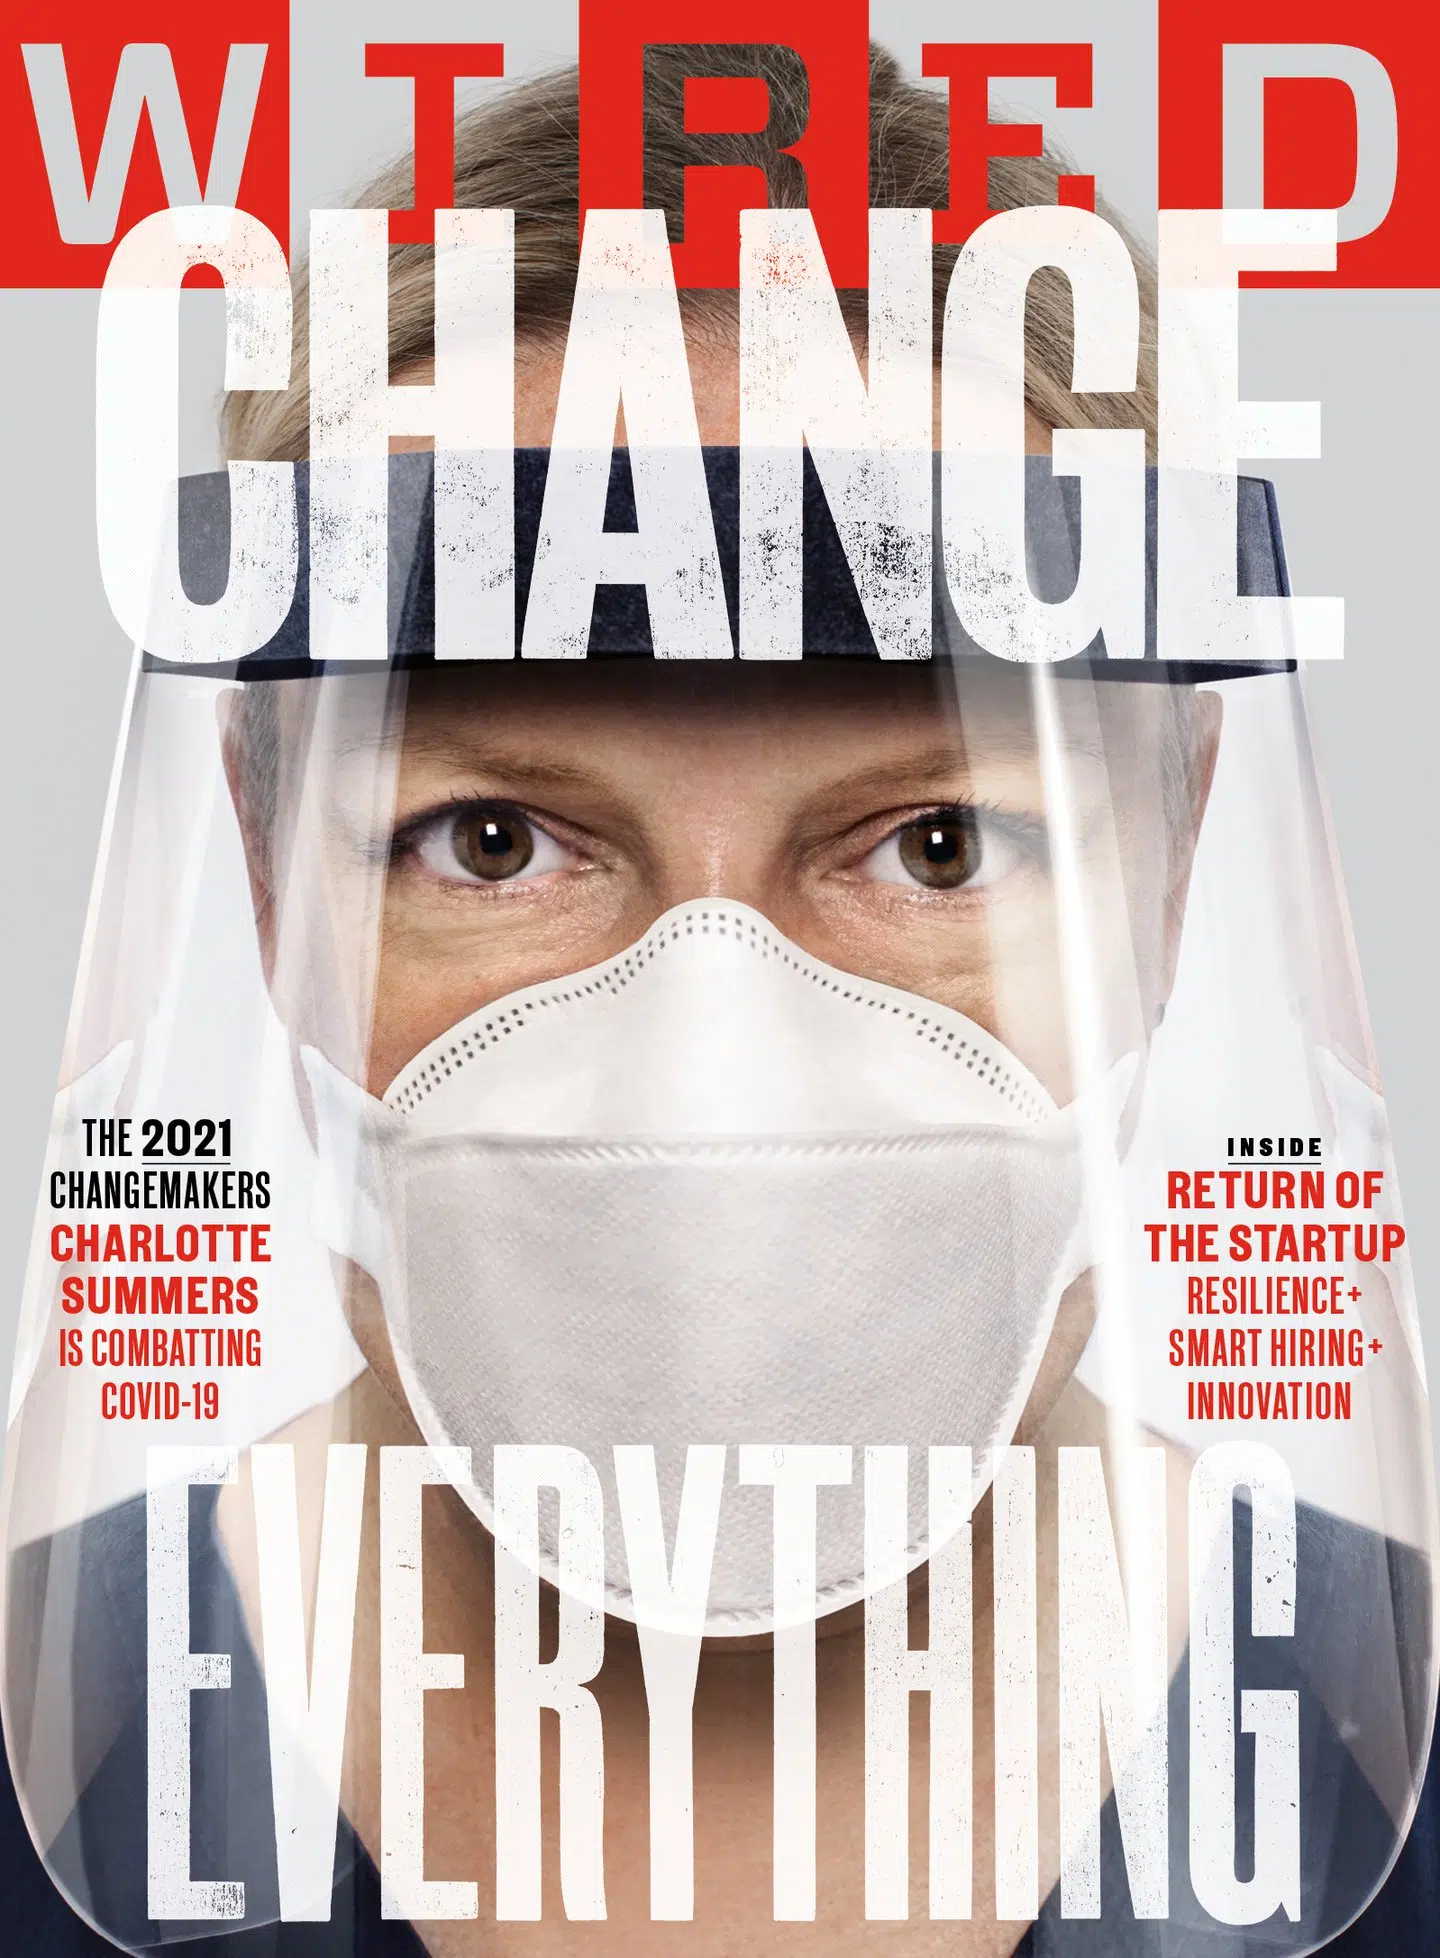 WIRED
CHANGE
THE 2021
CHANGEMAKERS
CHARLOTTE
SUMMERS
IS COMBATTING
COVID-19
INSIDE
RETURN OF
THE STARTUP
RESILIENCE+
SMART HIRING+
INNOVATION
EVERYTHING